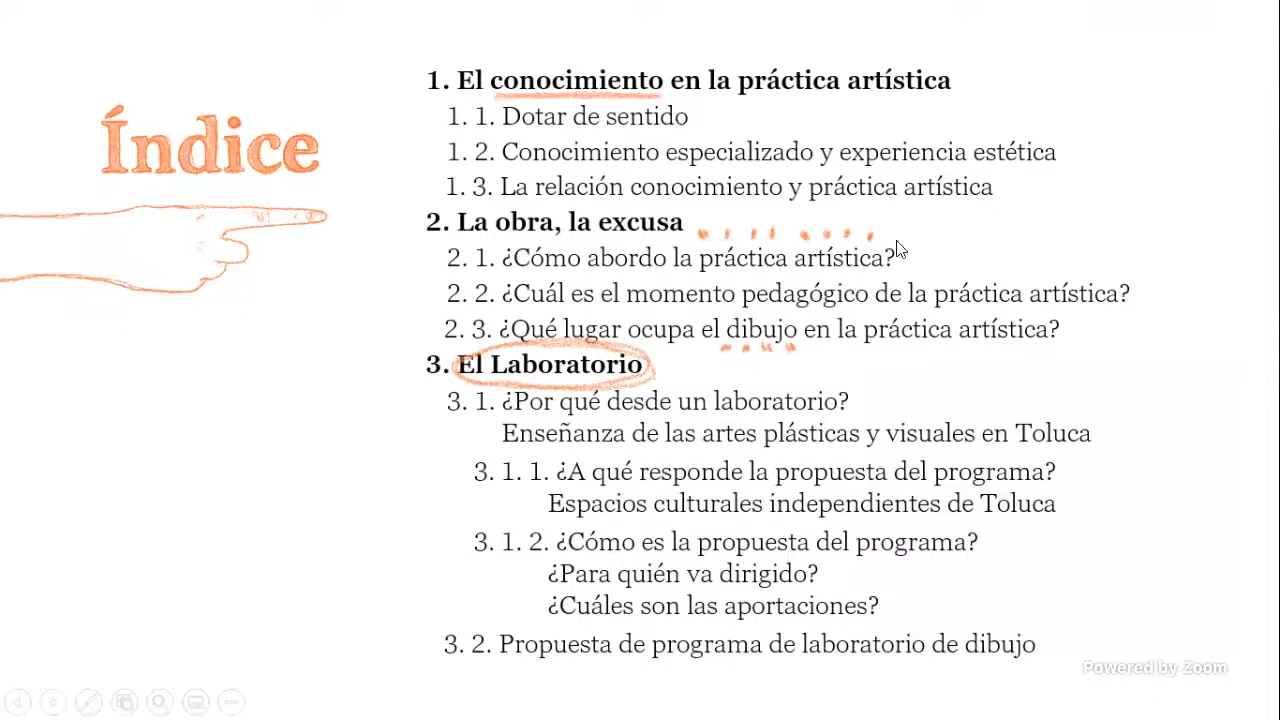 Índice
1. El conocimiento en la práctica artística
1. 1. Dotar de sentido
1. 2. Conocimiento especializado y experiencia estética
1. 3. La relación conocimiento y práctica artística
2. La obra, la excusa
2. 1. ¿Cómo abordo la práctica artística?
2. 2. ¿Cuál es el momento pedagógico de la práctica artística?
2. 3. ¿Qué lugar ocupa el dibujo en la práctica artística?
3. El Laboratorio
3. 1. ¿Por qué desde un laboratorio?
Enseñanza de las artes plásticas y visuales en Toluca
3. 1. 1. ¿A qué responde la propuesta del programa?
Espacios culturales independientes de Toluca
3. 1. 2. ¿Cómo es la propuesta del programa?
¿Para quién va dirigido?
¿Cuáles son las aportaciones?
3. 2. Propuesta de programa de laboratorio de dibujo
Powered by Zoom